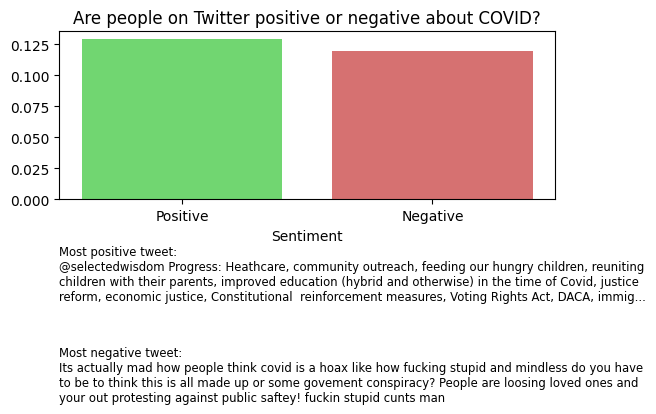 Are people on Twitter positive or negative about COVID?
0.125
0.100
0.075
0.050
0.025
0.000
Positive
Negative
Sentiment
Most positive tweet:
@selectedwisdom Progress: Heathcare, community outreach, feeding our hungry children, reuniting
children with their parents, improved education (hybrid and otherwise) in the time of Covid, justice
reform, economic justice, Constitutional  reinforcement measures, Voting Rights Act, DACA, immig...
Most negative tweet:
Its actually mad how people think covid is a hoax like how fucking stupid and mindless do you have
to be to think this is all made up or some govement conspiracy? People are loosing loved ones and
your out protesting against public saftey! fuckin stupid cunts man